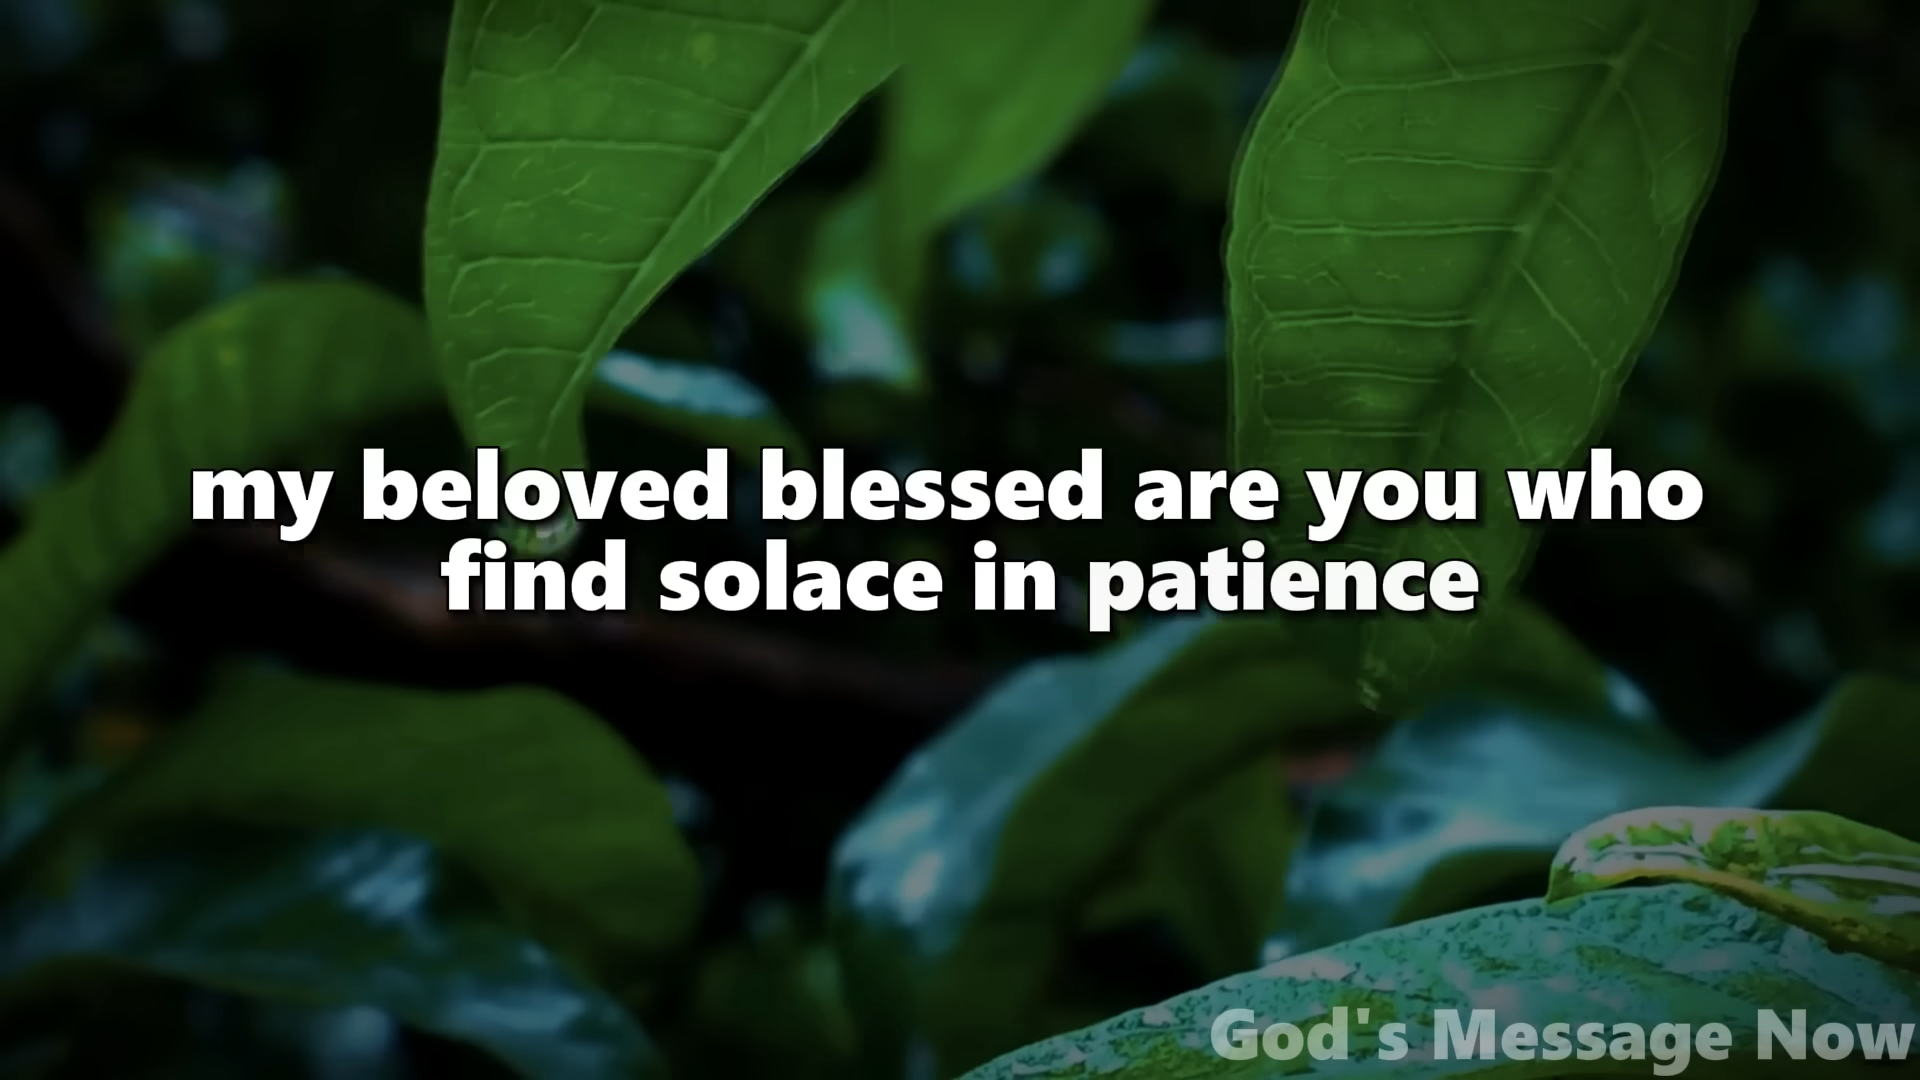 my beloved blessed are you who
find solace in patience
God's Message Now